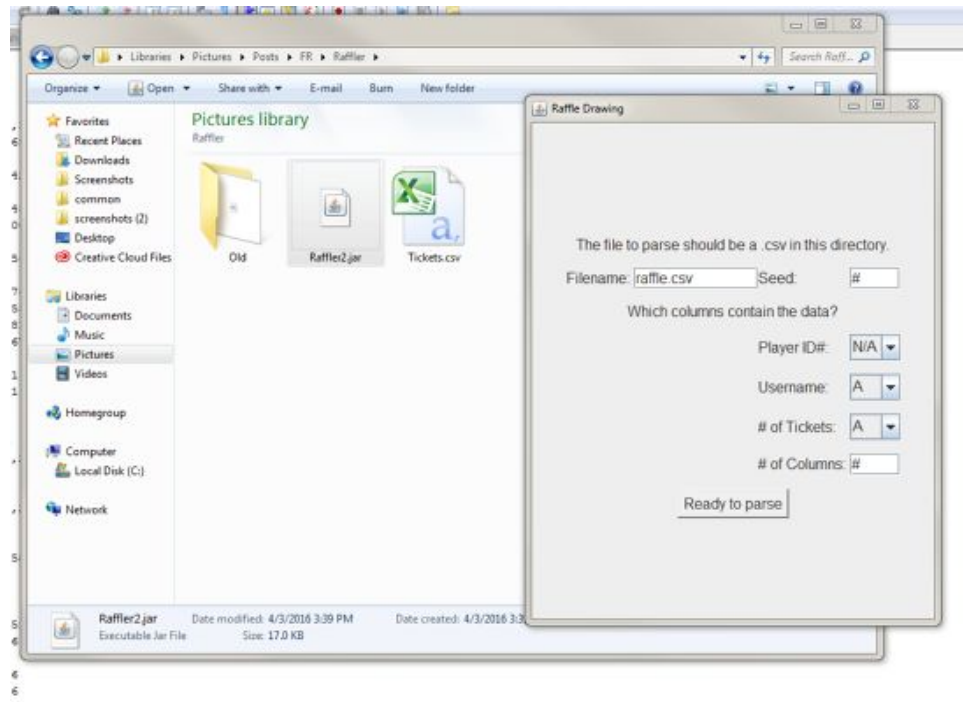 Libraries Pictures Posts FR Raffler
Search Raff...
Organize Open Share with E-mail Burn New folder
Favorites
Recent Places
Downloads
Screenshots
common
screenshots (2)
Desktop
Creative Cloud Files
Libraries
Documents
Music
Pictures
Videos
Homegroup
Computer
Local Disk (C:)
Network
Pictures library
Raffler
Old Raffler2.jar Tickets.csv
a,
Raffle Drawing
The file to parse should be a .csv in this directory.
Filename: raffle.csv Seed: #
Which columns contain the data?
Player ID#: N/A
Username: A
# of Tickets: A
# of Columns: #
Ready to parse
Raffler2.jar Date modified: 4/3/2016 3:39 PM Date created: 4/3/2016 3:3
Executable Jar File Size: 17.0 KB